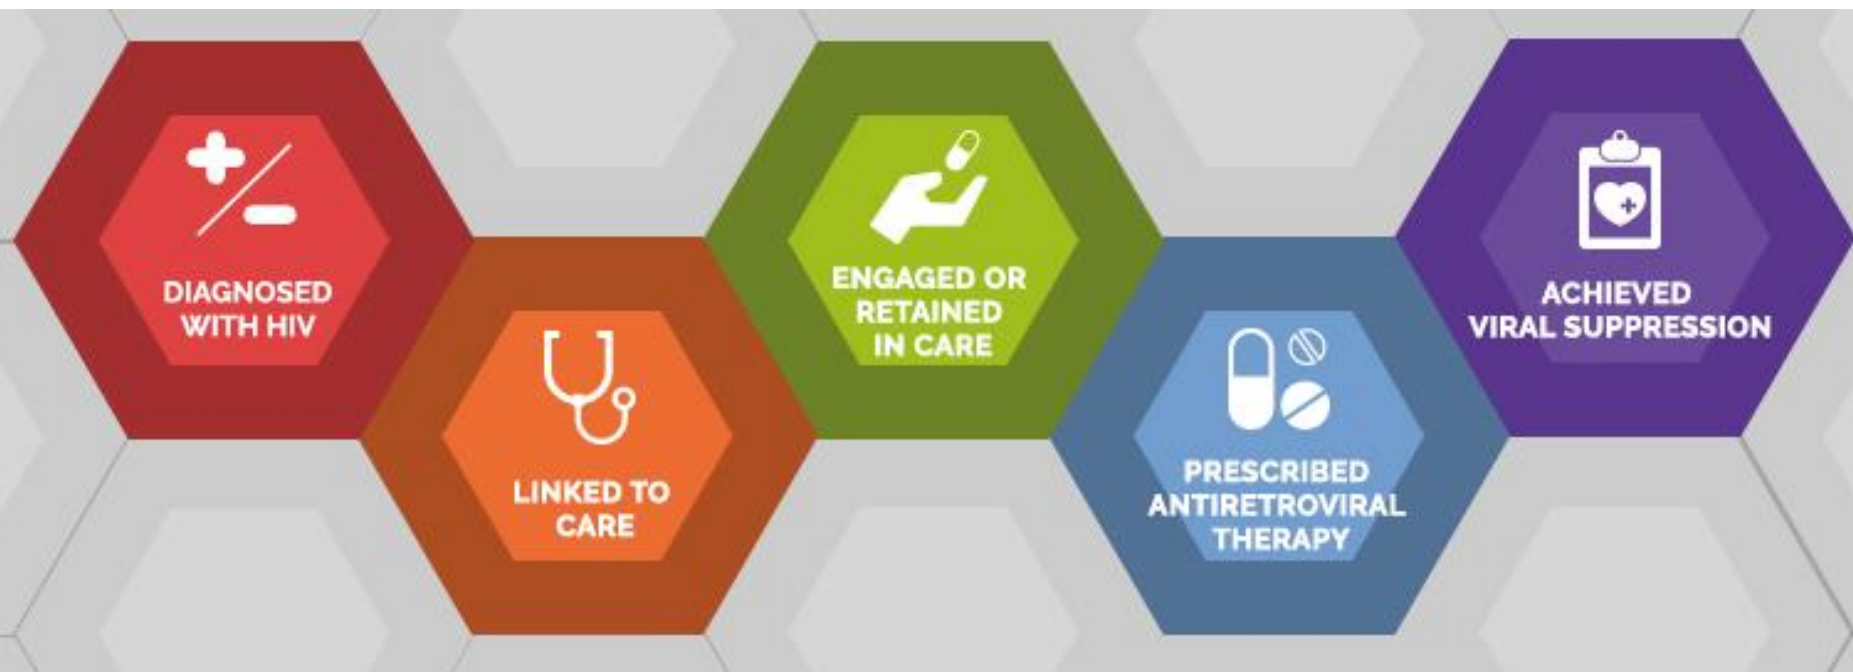 DIAGNOSED
WITH HIV
LINKED TO
CARE
ENGAGED OR
RETAINED
IN CARE
PRESCRIBED
ANTIRETROVIRAL
THERAPY
ACHIEVED
VIRAL SUPPRESSION